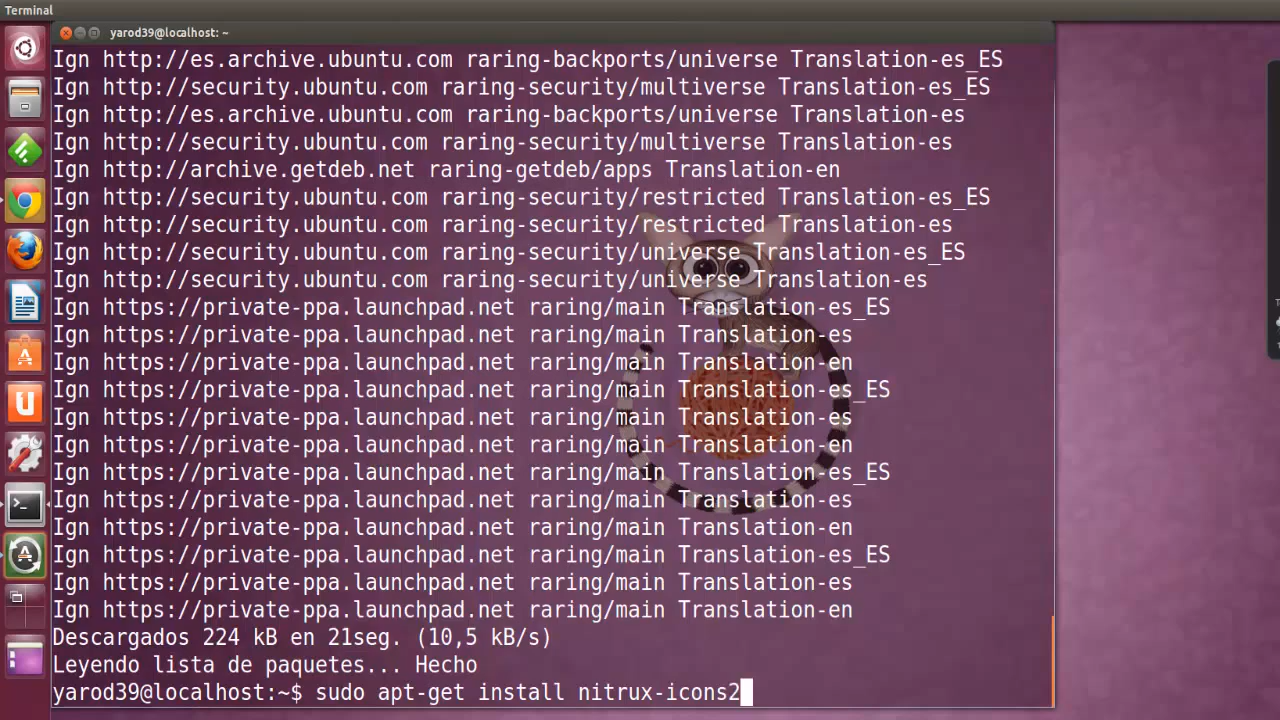 Terminal
yarod39@localhost: ~
Ign http://es.archive.ubuntu.com raring-backports/universe Translation-es_ES
Ign http://security.ubuntu.com raring-security/multiverse Translation-es_ES
Ign http://es.archive.ubuntu.com raring-backports/universe Translation-es
Ign http://security.ubuntu.com raring-security/multiverse Translation-es
Ign http://archive.getdeb.net raring-getdeb/apps Translation-en
Ign http://security.ubuntu.com raring-security/restricted Translation-es_ES
Ign http://security.ubuntu.com raring-security/restricted Translation-es
Ign http://security.ubuntu.com raring-security/universe Translation-es_ES
Ign http://security.ubuntu.com raring-security/universe Translation-es
Ign https://private-ppa.launchpad.net raring/main Translation-es_ES
Ign https://private-ppa.launchpad.net raring/main Translation-es
Ign https://private-ppa.launchpad.net raring/main Translation-en
Ign https://private-ppa.launchpad.net raring/main Translation-es_ES
Ign https://private-ppa.launchpad.net raring/main Translation-es
Ign https://private-ppa.launchpad.net raring/main Translation-en
Ign https://private-ppa.launchpad.net raring/main Translation-es_ES
Ign https://private-ppa.launchpad.net raring/main Translation-es
Ign https://private-ppa.launchpad.net raring/main Translation-en
Ign https://private-ppa.launchpad.net raring/main Translation-es_ES
Ign https://private-ppa.launchpad.net raring/main Translation-es
Ign https://private-ppa.launchpad.net raring/main Translation-en
Descargados 224 kB en 21seg. (10,5 kB/s)
Leyendo lista de paquetes... Hecho
yarod39@localhost:~$ sudo apt-get install nitrux-icons2